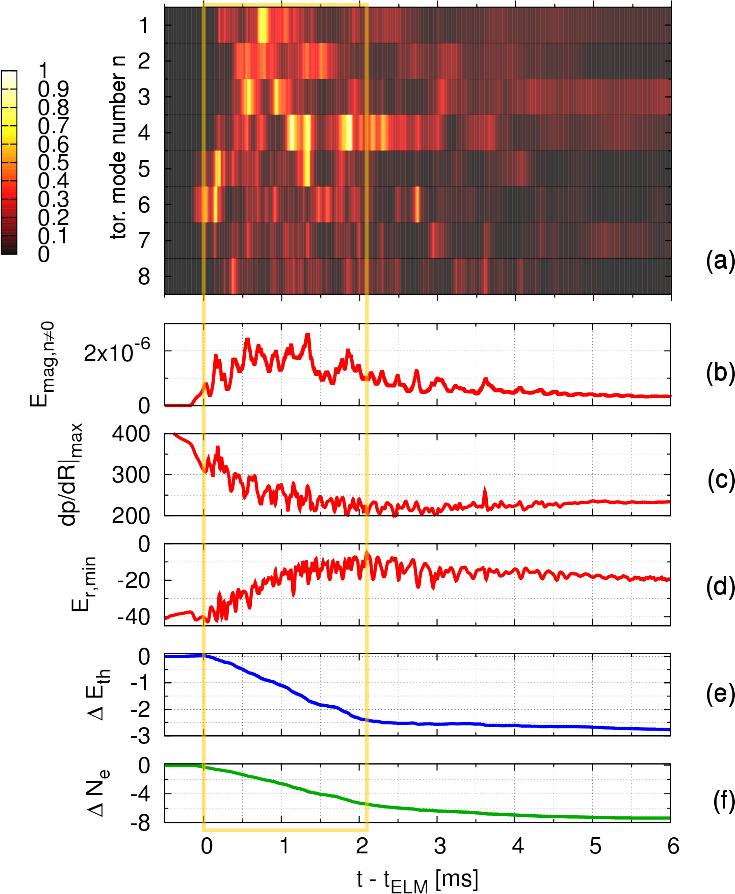 1
0.9
0.8
0.7
0.6
0.5
0.4
0.3
0.2
0.1
0
tor. mode number n
1
2
3
4
5
6
7
8
(a)
E_mag,n≠0
2x10^-6
0
(b)
dp/dR|_max
400
300
200
(c)
E_r,min
0
-20
-40
(d)
Δ E_th
0
-1
-2
-3
(e)
Δ N_e
0
-4
-8
(f)
0 1 2 3 4 5 6
t - t_ELM [ms]